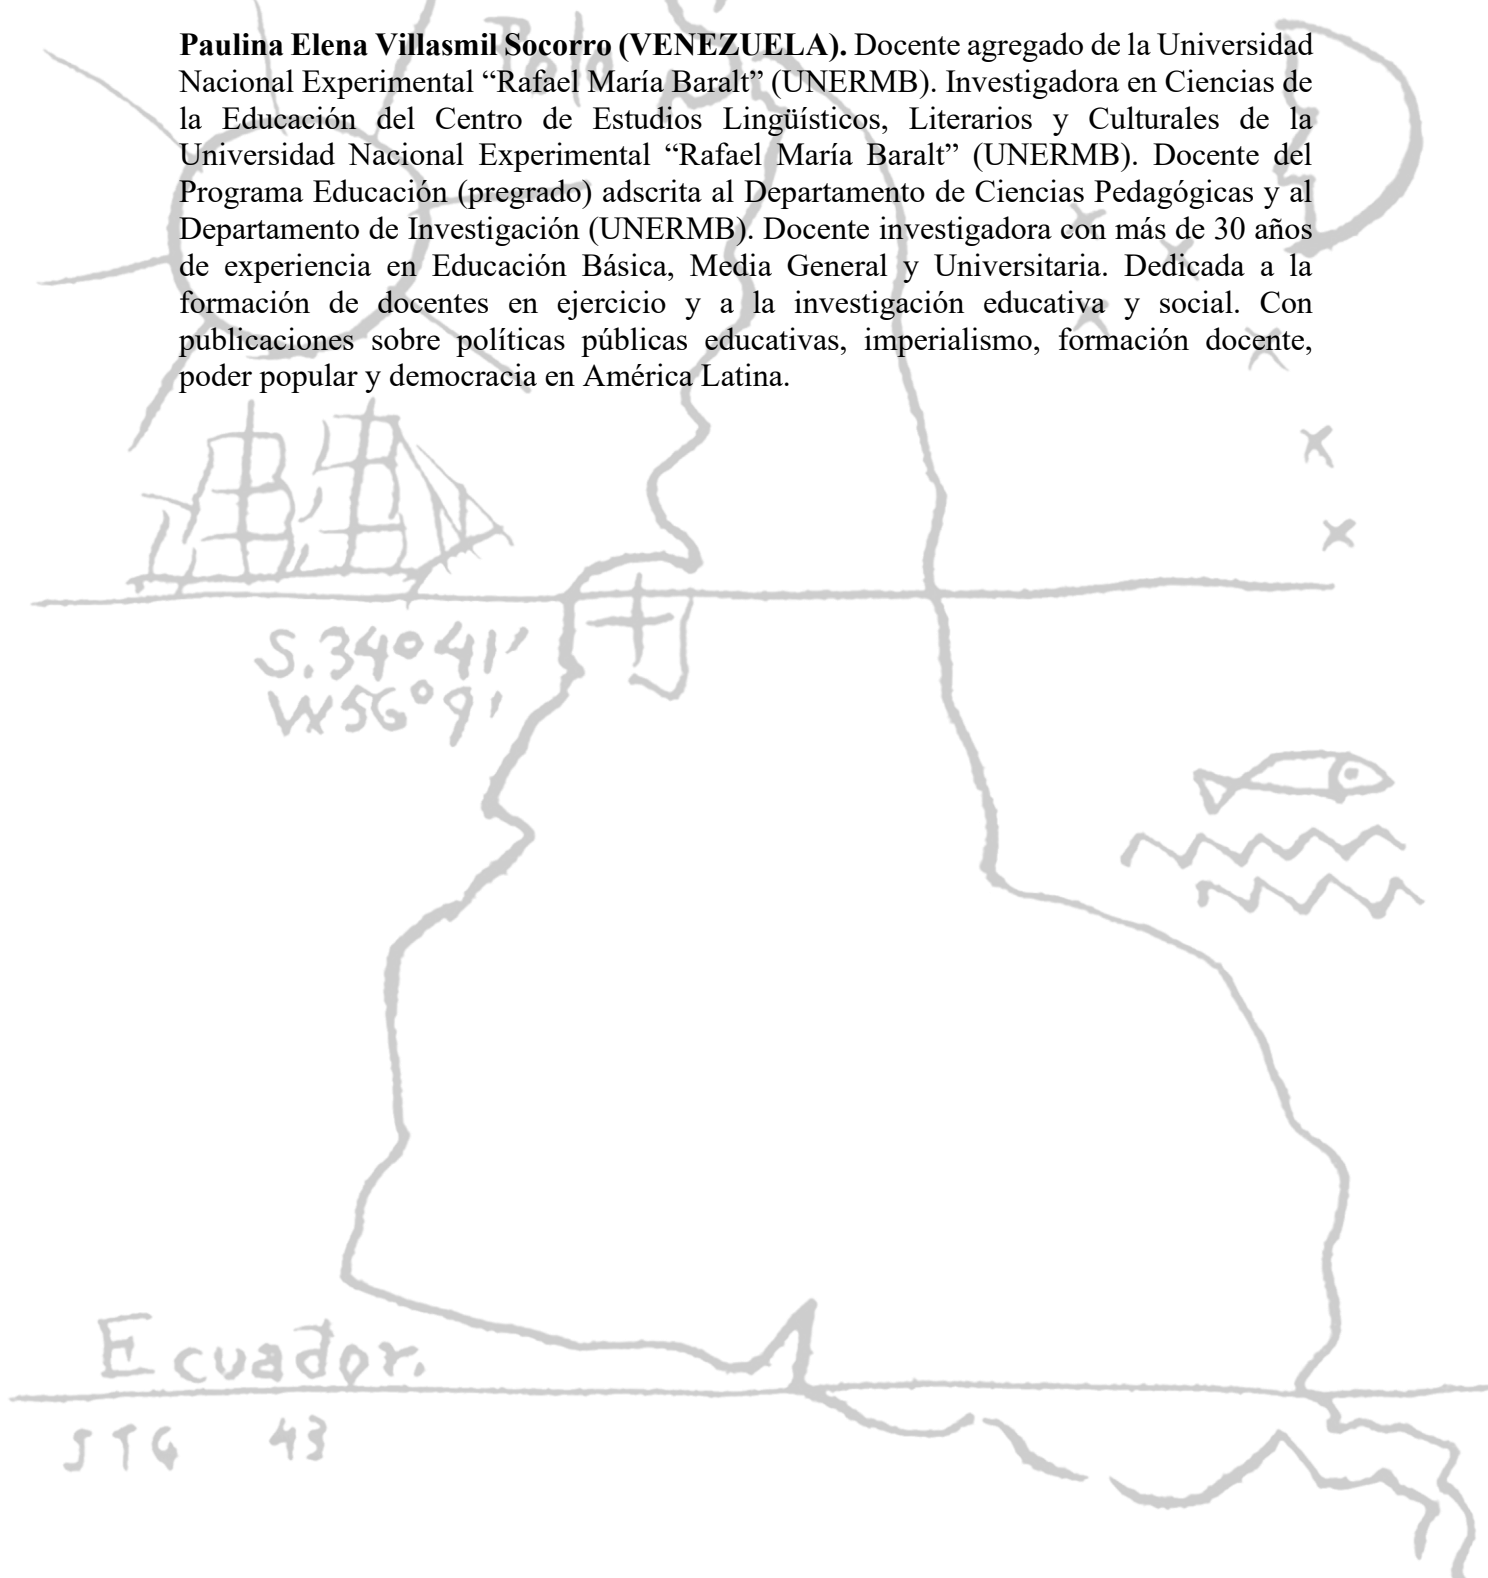 Polo S
Paulina Elena Villasmil Socorro (VENEZUELA). Docente agregado de la Universidad
Nacional Experimental “Rafael María Baralt” (UNERMB). Investigadora en Ciencias de
la Educación del Centro de Estudios Lingüísticos, Literarios y Culturales de la
Universidad Nacional Experimental “Rafael María Baralt” (UNERMB). Docente del
Programa Educación (pregrado) adscrita al Departamento de Ciencias Pedagógicas y al
Departamento de Investigación (UNERMB). Docente investigadora con más de 30 años
de experiencia en Educación Básica, Media General y Universitaria. Dedicada a la
formación de docentes en ejercicio y a la investigación educativa y social. Con
publicaciones sobre políticas públicas educativas, imperialismo, formación docente,
poder popular y democracia en América Latina.
S.34°41'
W56°9'
Ecuador.
JTG 43